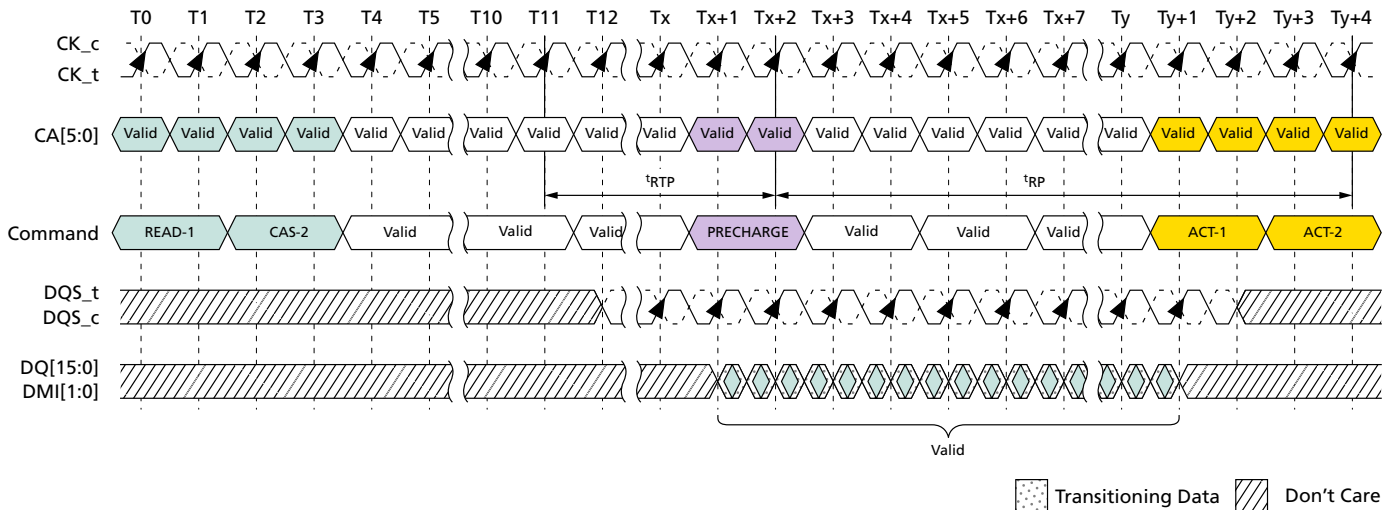 T0 T1 T2 T3 T4 T5 T10 T11 T12 Tx Tx+1 Tx+2 Tx+3 Tx+4 Tx+5 Tx+6 Tx+7 Ty Ty+1 Ty+2 Ty+3 Ty+4
CK_c
CK_t
CA[5:0] Valid Valid Valid Valid Valid Valid Valid Valid Valid Valid Valid Valid Valid Valid Valid Valid Valid Valid Valid Valid Valid Valid
tRTP tRP
Command READ-1 CAS-2 Valid Valid Valid PRECHARGE Valid Valid Valid ACT-1 ACT-2
DQS_t
DQS_c
DQ[15:0]
DMI[1:0]
Valid
Transitioning Data Don't Care